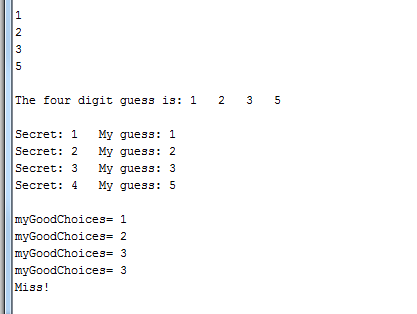 1
2
3
5
The four digit guess is: 1   2   3   5
Secret: 1   My guess: 1
Secret: 2   My guess: 2
Secret: 3   My guess: 3
Secret: 4   My guess: 5
myGoodChoices= 1
myGoodChoices= 2
myGoodChoices= 3
myGoodChoices= 3
Miss!